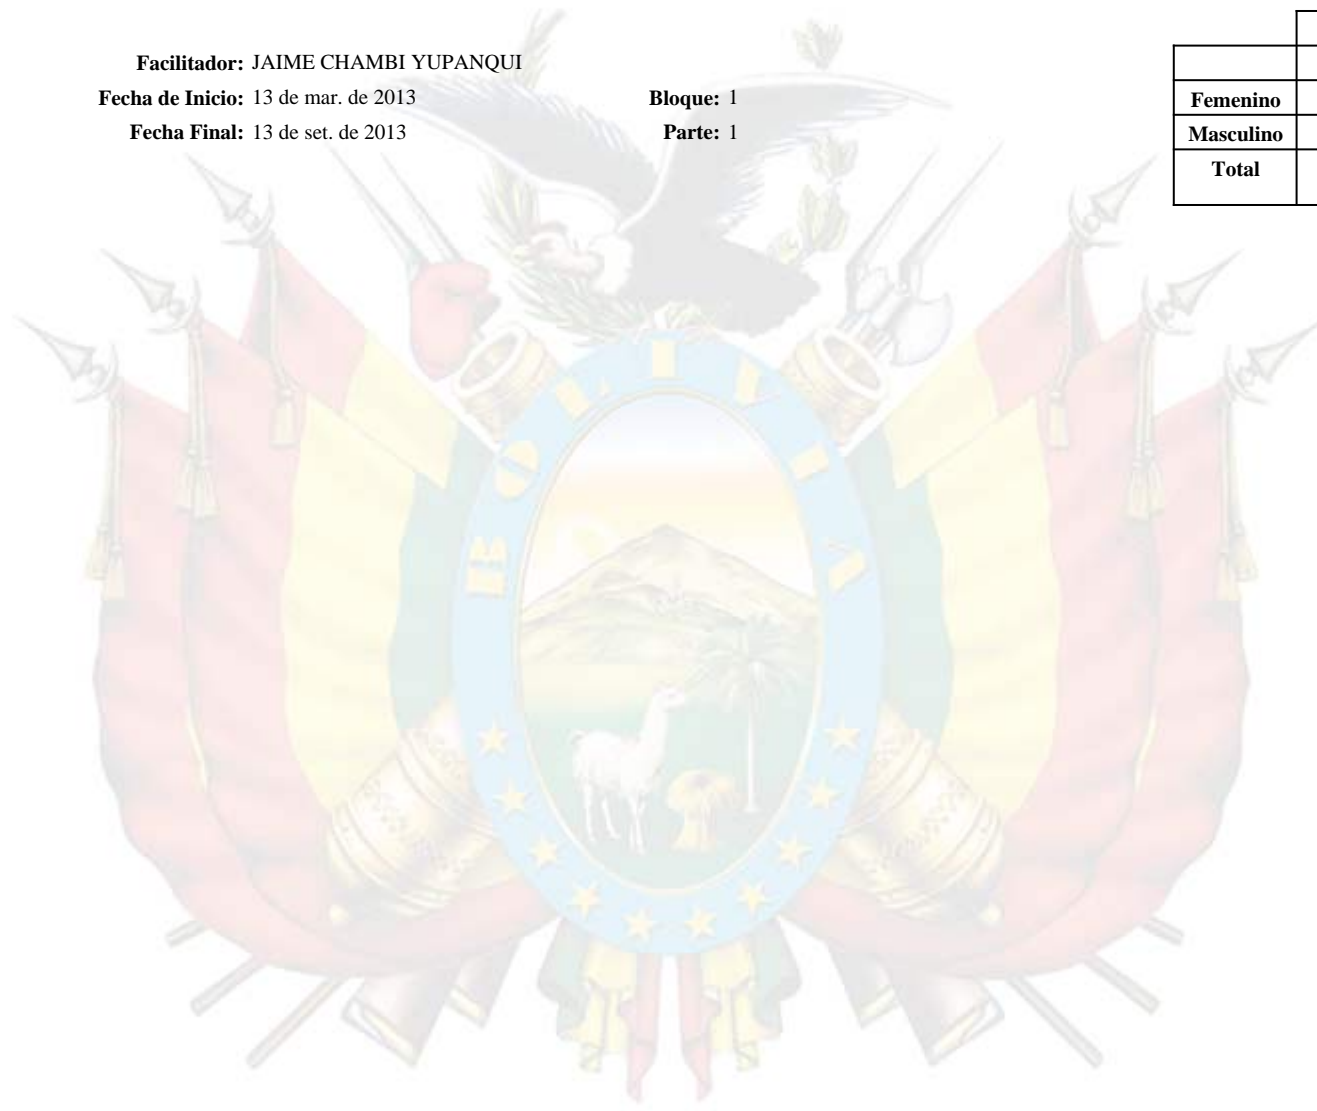 Facilitador: JAIME CHAMBI YUPANQUI
Fecha de Inicio: 13 de mar. de 2013 Bloque: 1
Fecha Final: 13 de set. de 2013 Parte: 1
Femenino
Masculino
Total
BOLIVIA